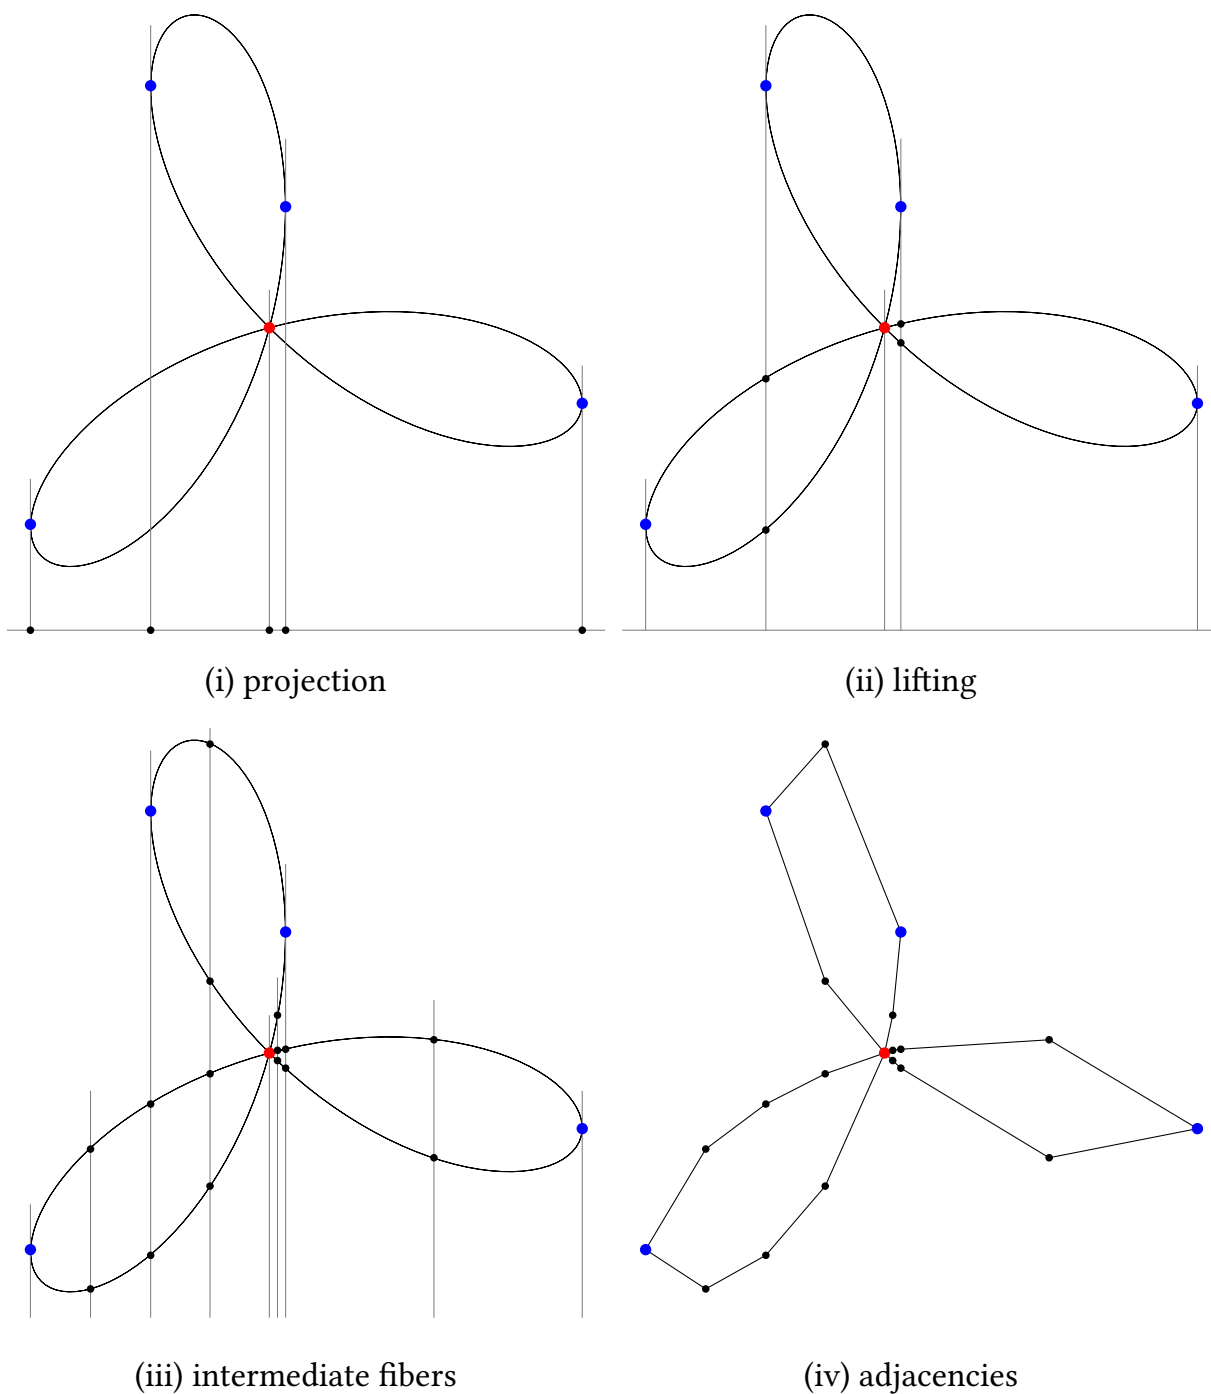 (i) projection
(ii) lifting
(iii) intermediate fibers
(iv) adjacencies